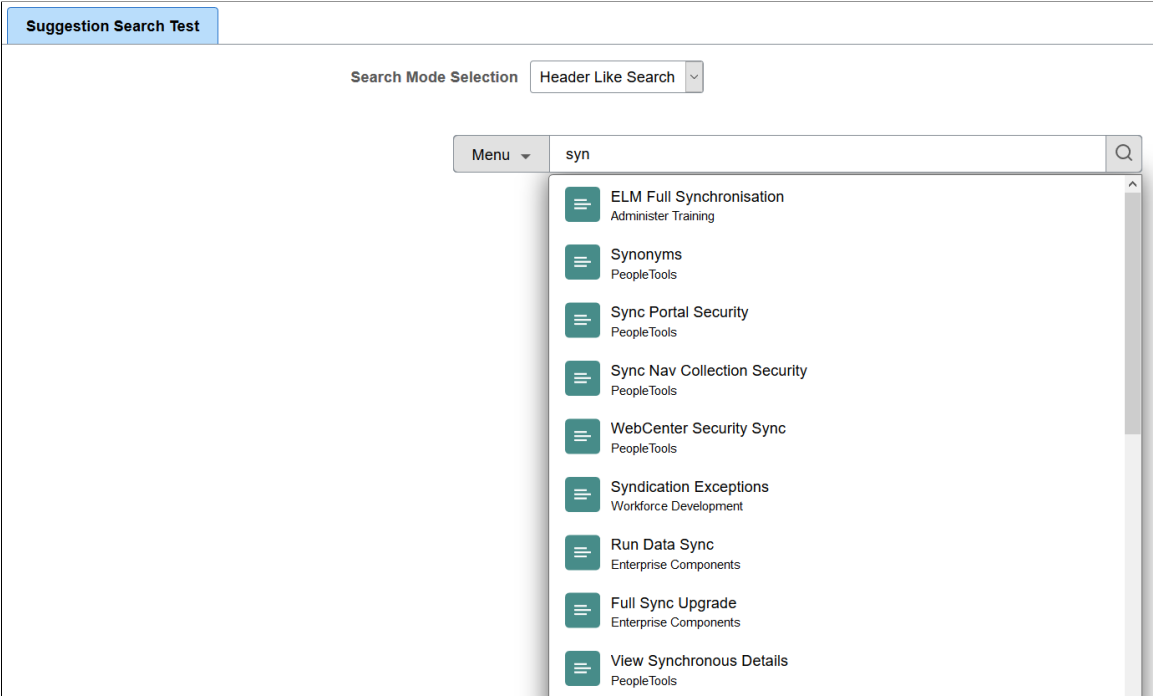 Suggestion Search Test
Search Mode Selection Header Like Search
Menu syn
ELM Full Synchronisation
Administer Training
Synonyms
PeopleTools
Sync Portal Security
PeopleTools
Sync Nav Collection Security
PeopleTools
WebCenter Security Sync
PeopleTools
Syndication Exceptions
Workforce Development
Run Data Sync
Enterprise Components
Full Sync Upgrade
Enterprise Components
View Synchronous Details
PeopleTools